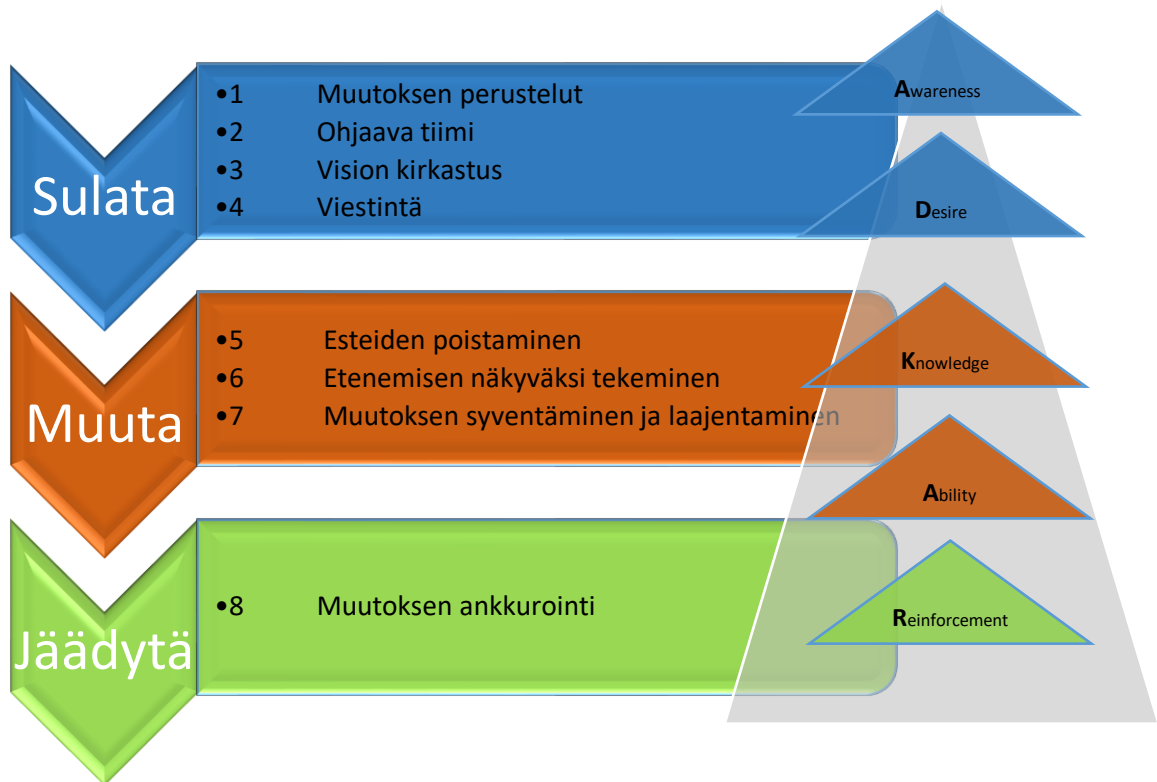 Sulata
•1 Muutoksen perustelut
•2 Ohjaava tiimi
•3 Vision kirkastus
•4 Viestintä
Awareness
Desire
Muuta
•5 Esteiden poistaminen
•6 Etenemisen näkyväksi tekeminen
•7 Muutoksen syventäminen ja laajentaminen
Knowledge
Ability
Jäädytä
•8 Muutoksen ankkurointi
Reinforcement